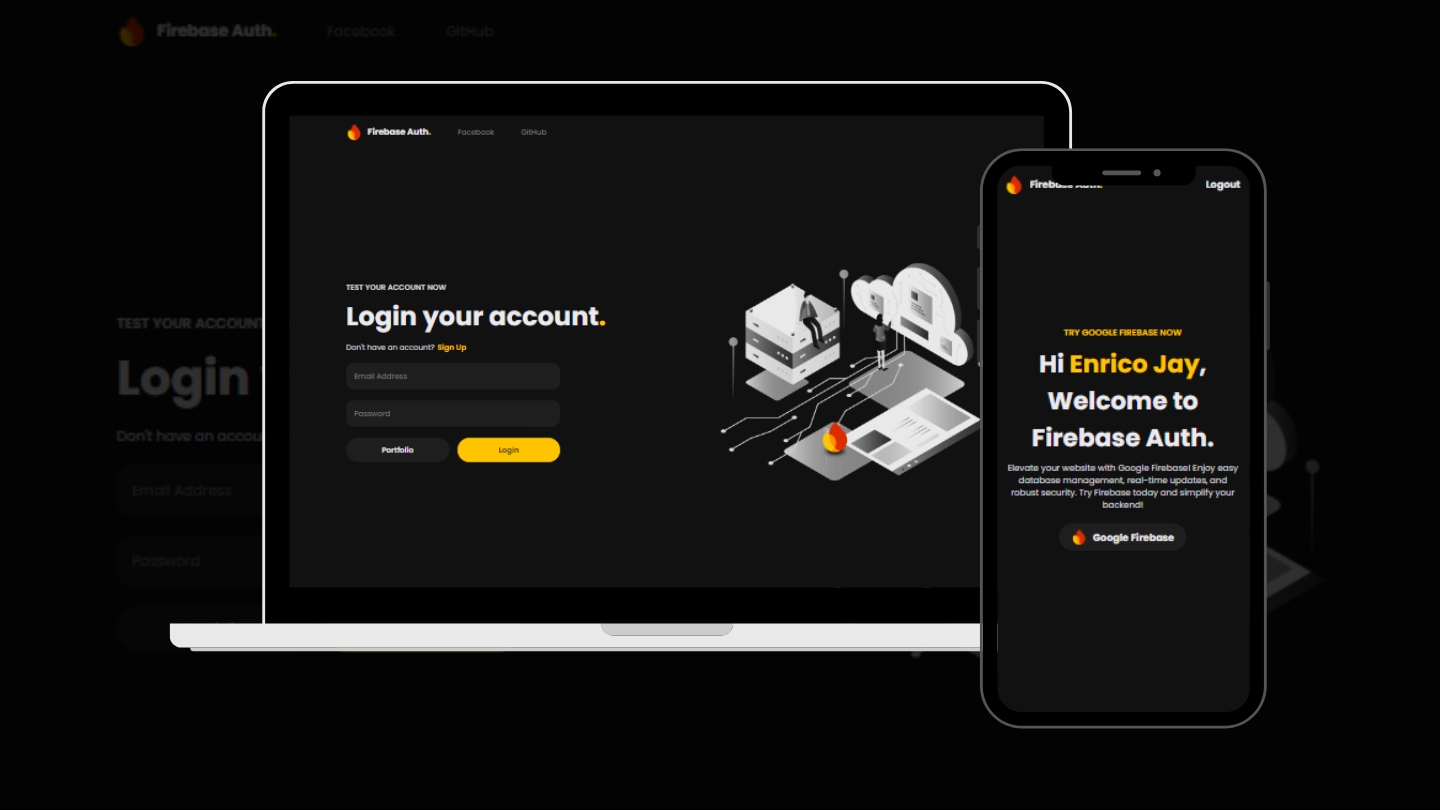 Firebase Auth.
Facebook
GitHub
TEST YOUR ACCOUNT
Login
Don't have an accou
Email Address
Password
Firebase Auth.
Facebook
GitHub
TEST YOUR ACCOUNT NOW
Login your account.
Don't have an account? Sign Up
Email Address
Password
Portfolio
Login
Firebase Auth.
Logout
TRY GOOGLE FIREBASE NOW
Hi Enrico Jay,
Welcome to
Firebase Auth.
Elevate your website with Google Firebase! Enjoy easy
database management, real-time updates, and
robust security. Try Firebase today and simplify your
backend!
Google Firebase